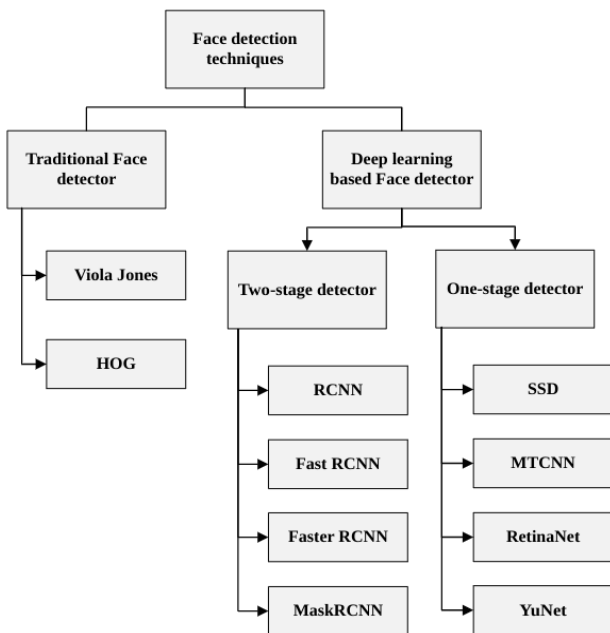 Face detection
techniques
Traditional Face
detector
Deep learning
based Face detector
Viola Jones
HOG
Two-stage detector
One-stage detector
RCNN
Fast RCNN
Faster RCNN
MaskRCNN
SSD
MTCNN
RetinaNet
YuNet